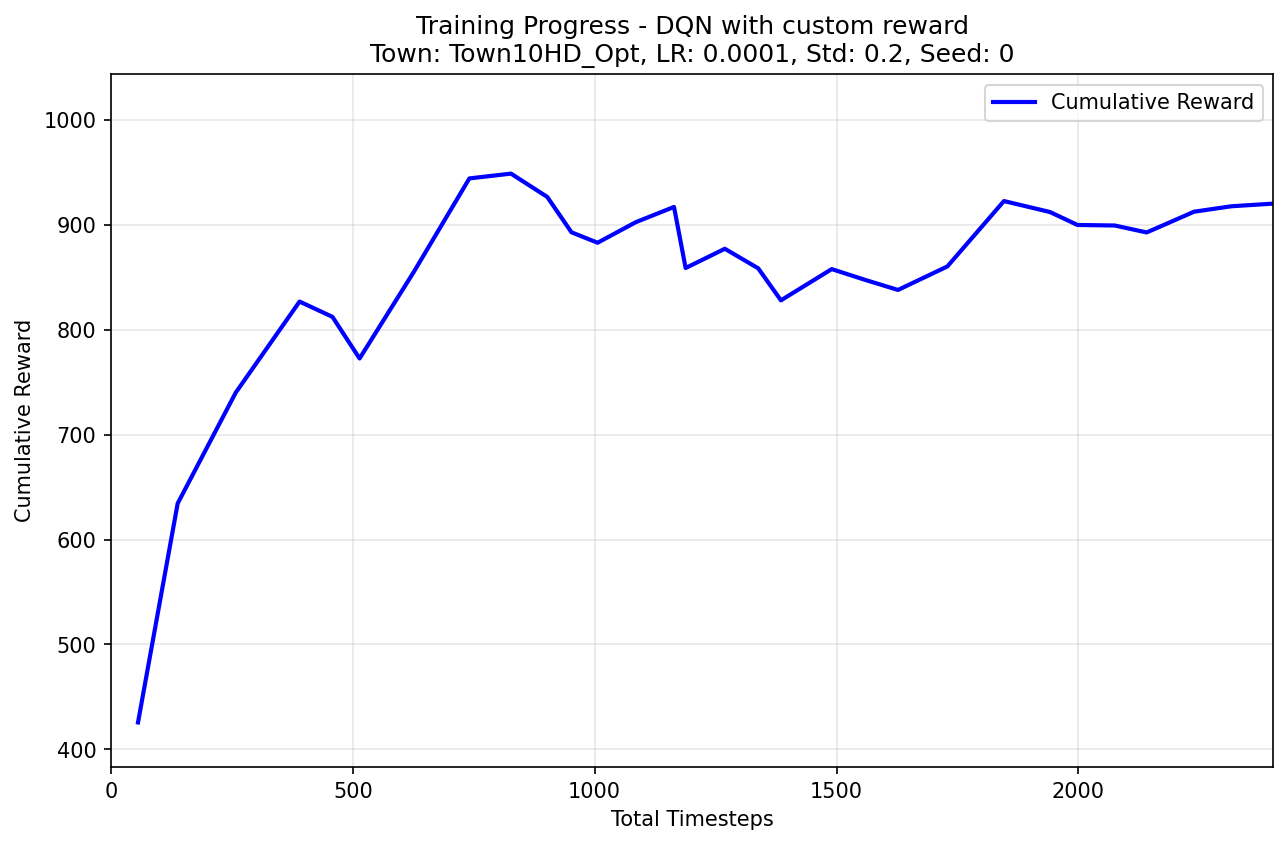 Training Progress - DQN with custom reward
Town: Town10HD_Opt, LR: 0.0001, Std: 0.2, Seed: 0
Cumulative Reward
1000
900
800
700
600
500
400
Cumulative Reward
0 500 1000 1500 2000
Total Timesteps